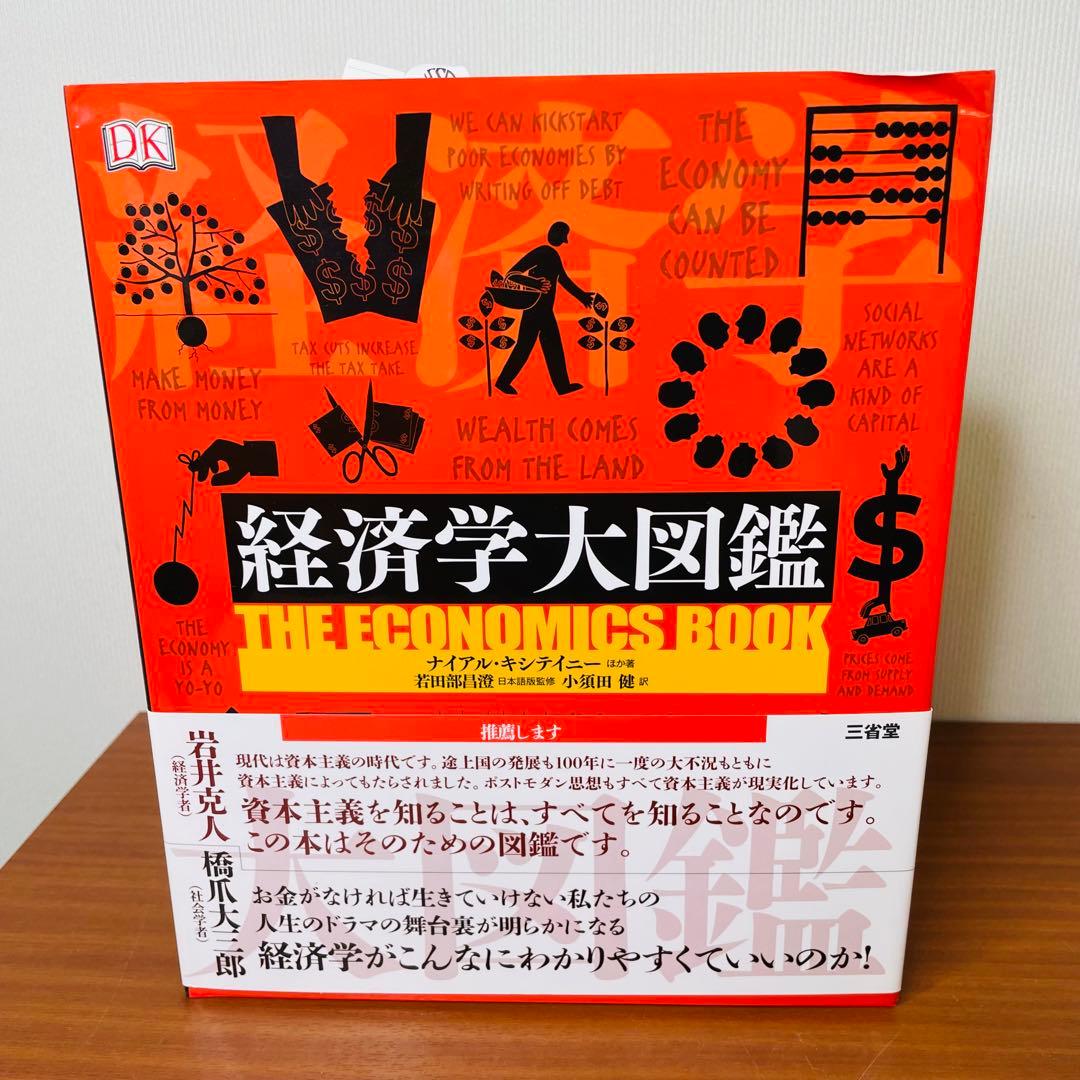 DK
経済学
WE CAN KICKSTART
POOR ECONOMIES BY
WRITING OFF DEBT
THE
ECONOMY
CAN BE
COUNTED
TAX CUTS INCREASE
THE TAX TAKE
MAKE MONEY
FROM MONEY
WEALTH COMES
FROM THE LAND
SOCIAL
NETWORKS
ARE A
KIND OF
CAPITAL
経済学大図鑑
THE ECONOMICS BOOK
ナイアル・キシテイニー ほか著
若田部昌澄 日本語版監修 小須田 健 訳
THE
ECONOMY
IS A
YO-YO
PRICES COME
FROM SUPPLY
AND DEMAND
推薦します
三省堂
岩井克人
(経済学者)
現代は資本主義の時代です。途上国の発展も100年に一度の大不況もともに
資本主義によってもたらされました。ポストモダン思想もすべて資本主義が現実化しています。
資本主義を知ることは、すべてを知ることなのです。
この本はそのための図鑑です。
橋爪大三郎
(社会学者)
お金がなければ生きていけない私たちの
人生のドラマの舞台裏が明らかになる
経済学がこんなにわかりやすくていいのか!
大図鑑